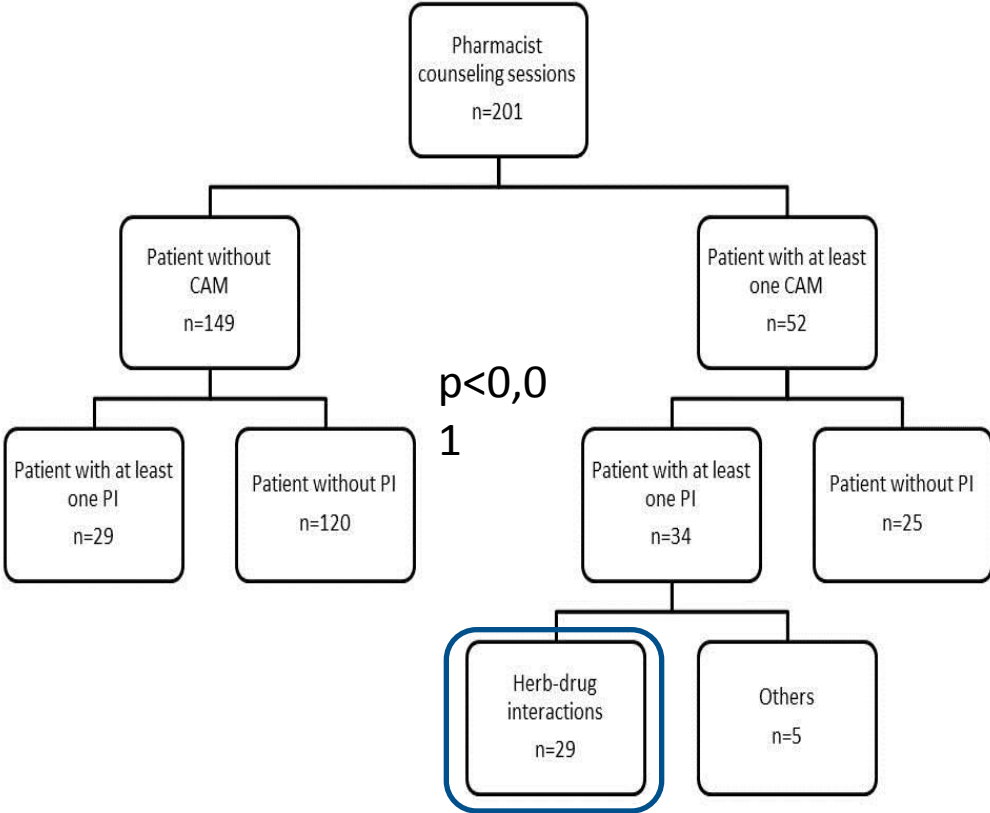 Pharmacist
counseling sessions
n=201
Patient without
CAM
n=149
Patient with at least
one CAM
n=52
p<0,0
1
Patient with at least
one PI
n=29
Patient without PI
n=120
Patient with at least
one PI
n=34
Patient without PI
n=25
Herb-drug
interactions
n=29
Others
n=5